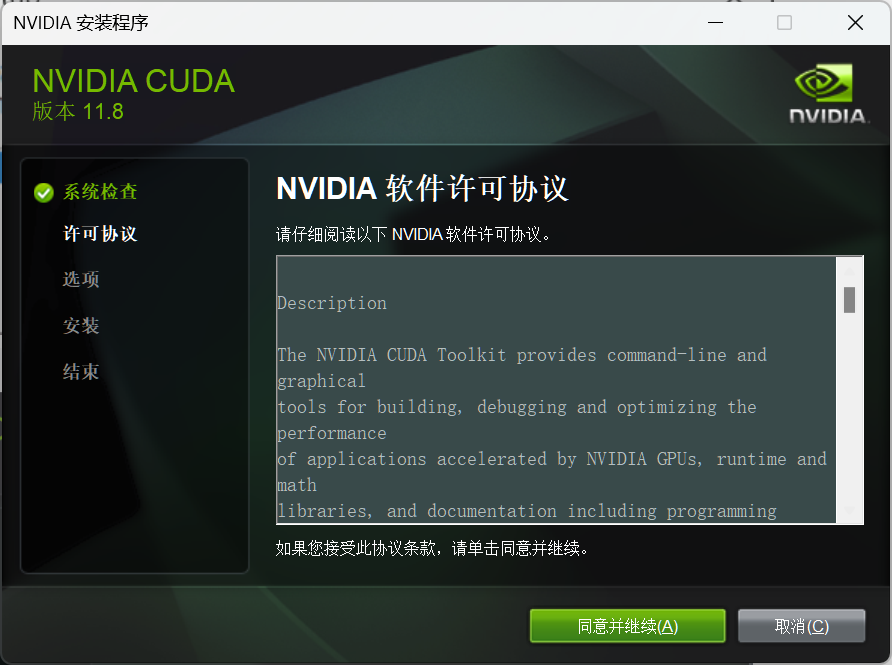 NVIDIA 安装程序
NVIDIA CUDA
版本 11.8
NVIDIA.
系统检查
许可协议
选项
安装
结束
NVIDIA 软件许可协议
请仔细阅读以下 NVIDIA 软件许可协议。
Description
The NVIDIA CUDA Toolkit provides command-line and
graphical
tools for building, debugging and optimizing the
performance
of applications accelerated by NVIDIA GPUs, runtime and
math
libraries, and documentation including programming
如果您接受此协议条款，请单击同意并继续。
同意并继续(A)
取消(C)